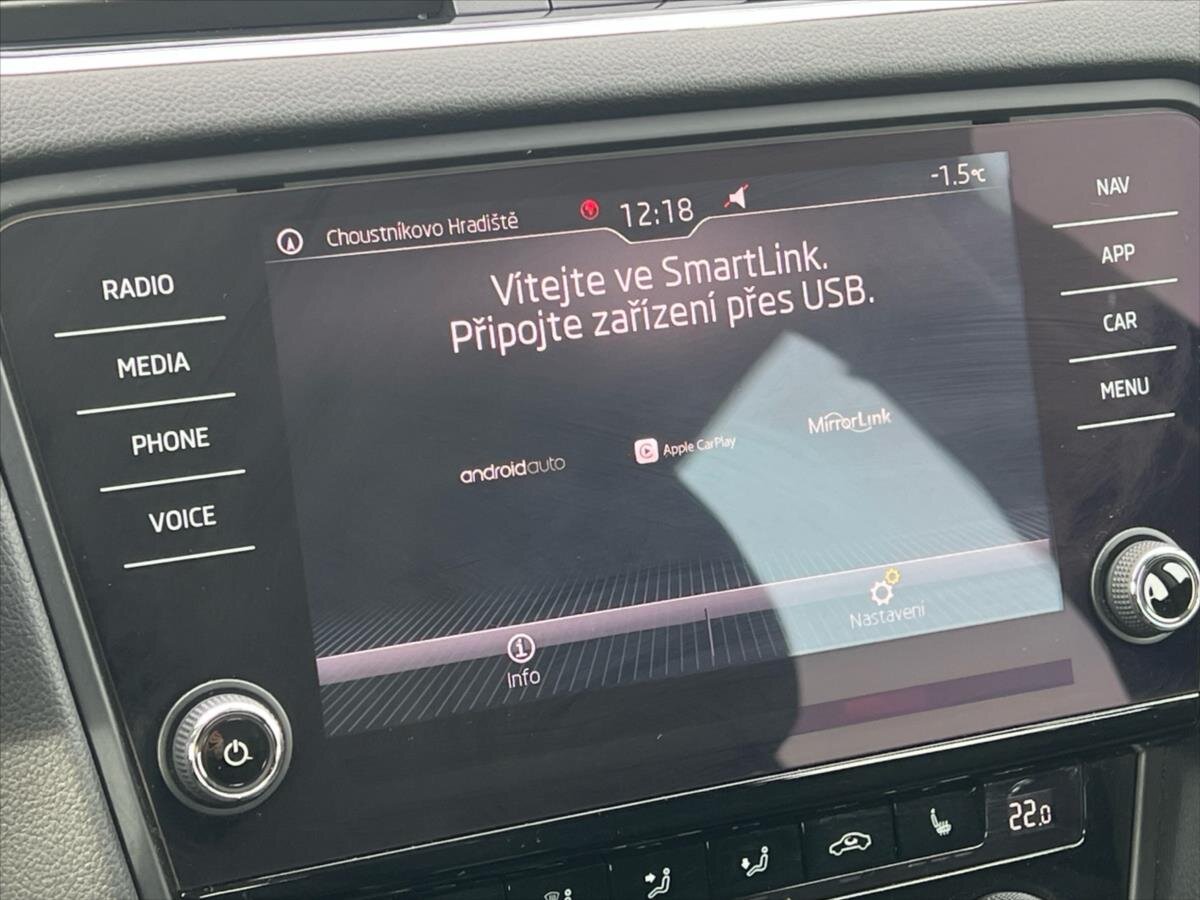 Choustníkovo Hradiště
12:18
-1.5°C
Vítejte ve SmartLink.
Připojte zařízení přes USB.
androidauto
Apple CarPlay
MirrorLink
Info
Nastavení
RADIO
MEDIA
PHONE
VOICE
NAV
APP
CAR
MENU
22.0